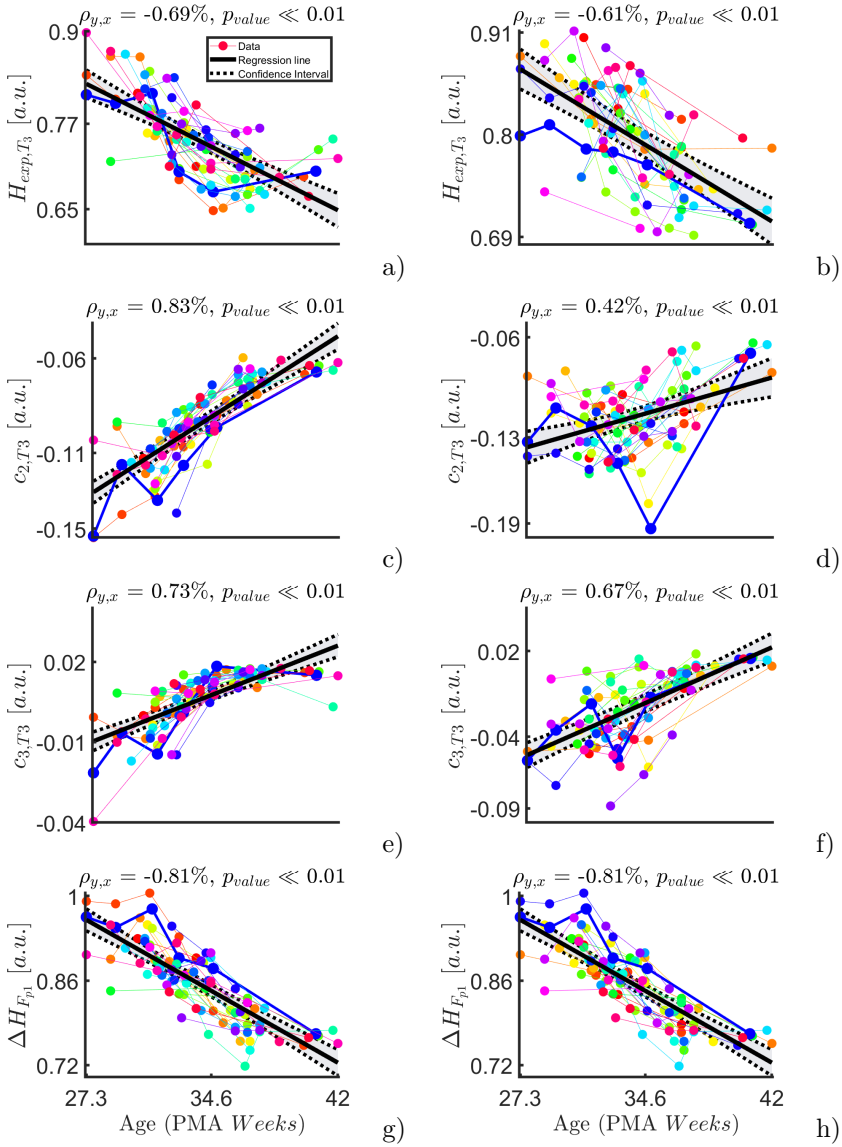 ρy,x = -0.69%, pvalue ≪ 0.01
0.9
0.77
0.65
Hexp,T3 [a.u.]
Data
Regression line
Confidence Interval
a)
ρy,x = -0.61%, pvalue ≪ 0.01
0.91
0.8
0.69
Hexp,T3 [a.u.]
b)
ρy,x = 0.83%, pvalue ≪ 0.01
-0.06
-0.11
-0.15
c2,T3 [a.u.]
c)
ρy,x = 0.42%, pvalue ≪ 0.01
-0.06
-0.13
-0.19
c2,T3 [a.u.]
d)
ρy,x = 0.73%, pvalue ≪ 0.01
0.02
-0.01
-0.04
c3,T3 [a.u.]
e)
ρy,x = 0.67%, pvalue ≪ 0.01
0.02
-0.04
-0.09
c3,T3 [a.u.]
f)
ρy,x = -0.81%, pvalue ≪ 0.01
1
0.86
0.72
ΔHFp1 [a.u.]
27.3 34.6 42
Age (PMA Weeks)
g)
ρy,x = -0.81%, pvalue ≪ 0.01
1
0.86
0.72
ΔHFp1 [a.u.]
27.3 34.6 42
Age (PMA Weeks)
h)